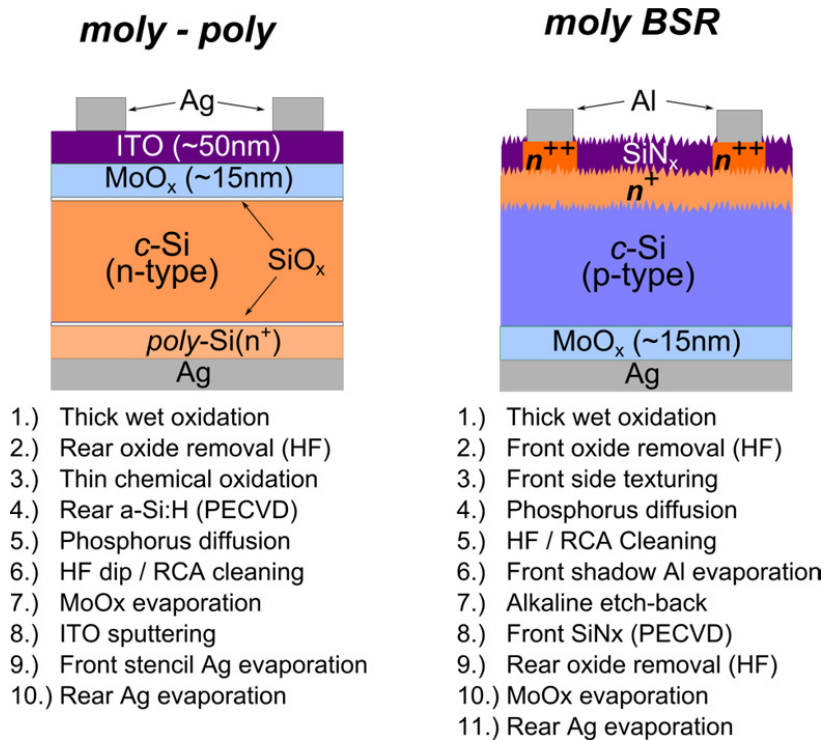 moly - poly
Ag
ITO (~50nm)
MoOₓ (~15nm)
c-Si
(n-type)
SiOₓ
poly-Si(n⁺)
Ag
1.) Thick wet oxidation
2.) Rear oxide removal (HF)
3.) Thin chemical oxidation
4.) Rear a-Si:H (PECVD)
5.) Phosphorus diffusion
6.) HF dip / RCA cleaning
7.) MoOx evaporation
8.) ITO sputtering
9.) Front stencil Ag evaporation
10.) Rear Ag evaporation
moly BSR
Al
n⁺⁺ SiNₓ n⁺⁺
n⁺
c-Si
(p-type)
MoOₓ (~15nm)
Ag
1.) Thick wet oxidation
2.) Front oxide removal (HF)
3.) Front side texturing
4.) Phosphorus diffusion
5.) HF / RCA Cleaning
6.) Front shadow Al evaporation
7.) Alkaline etch-back
8.) Front SiNx (PECVD)
9.) Rear oxide removal (HF)
10.) MoOx evaporation
11.) Rear Ag evaporation